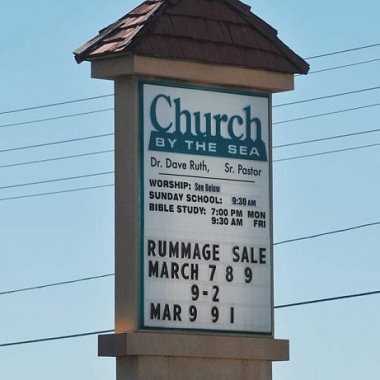 Church
BY THE SEA
Dr. Dave Ruth, Sr. Pastor
WORSHIP: See Below
SUNDAY SCHOOL: 9:30 AM
BIBLE STUDY: 7:00 PM MON
9:30 AM FRI
RUMMAGE SALE
MARCH 7 8 9
9-2
MAR 9 9 1